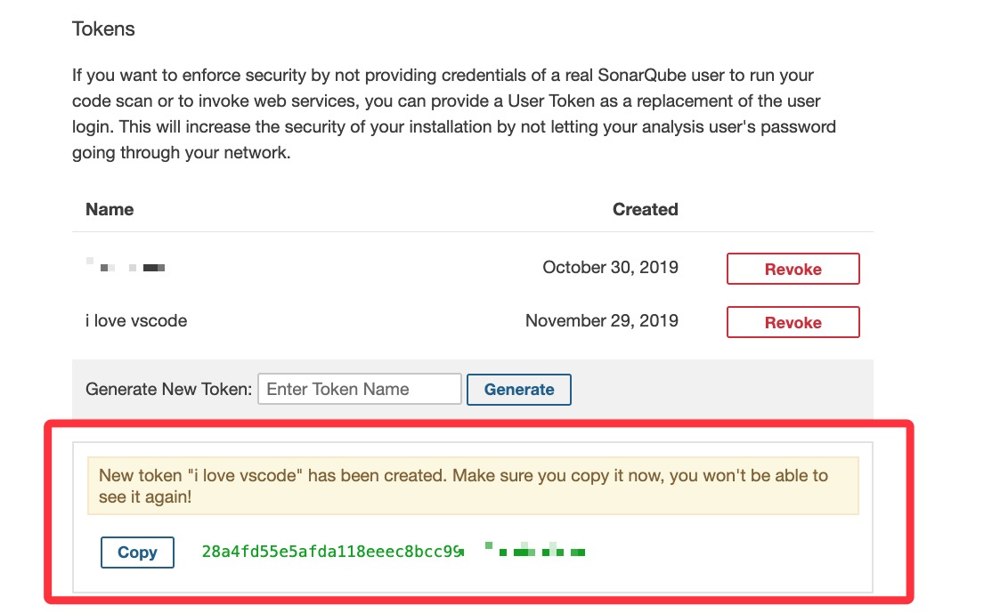 Tokens
If you want to enforce security by not providing credentials of a real SonarQube user to run your
code scan or to invoke web services, you can provide a User Token as a replacement of the user
login. This will increase the security of your installation by not letting your analysis user's password
going through your network.
Name Created
October 30, 2019 Revoke
i love vscode November 29, 2019 Revoke
Generate New Token: Enter Token Name Generate
New token "i love vscode" has been created. Make sure you copy it now, you won't be able to
see it again!
Copy 28a4fd55e5afda118eeec8bcc99